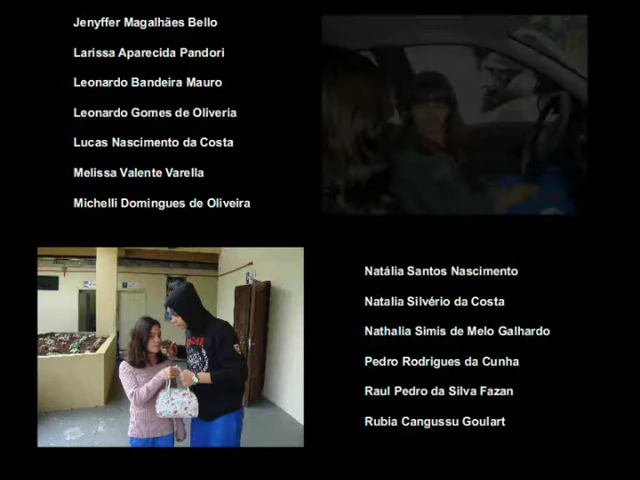 Jenyffer Magalhães Bello
Larissa Aparecida Pandori
Leonardo Bandeira Mauro
Leonardo Gomes de Oliveria
Lucas Nascimento da Costa
Melissa Valente Varella
Michelli Domingues de Oliveira
Natália Santos Nascimento
Natalia Silvério da Costa
Nathalia Simis de Melo Galhardo
Pedro Rodrigues da Cunha
Raul Pedro da Silva Fazan
Rubia Cangussu Goulart